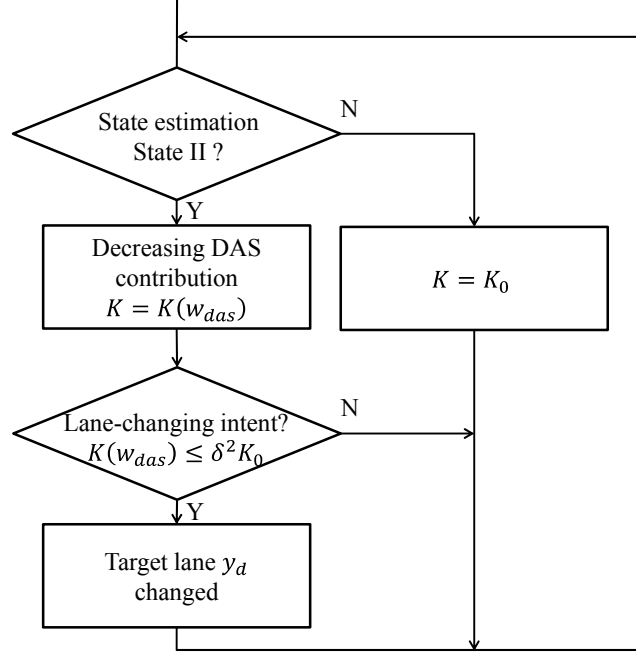 State estimation
State II ?
N
Y
Decreasing DAS
contribution
K = K(w_das)
K = K_0
Lane-changing intent?
K(w_das) ≤ δ²K_0
N
Y
Target lane y_d
changed